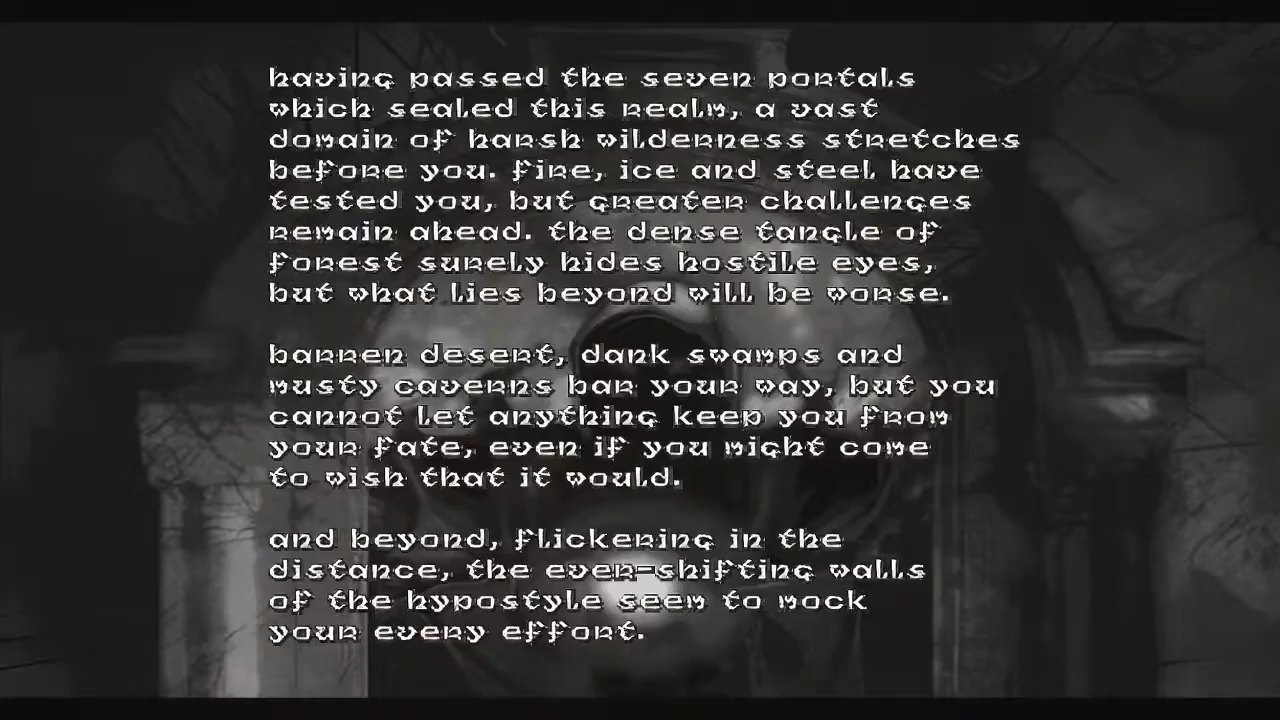 having passed the seven portals
which sealed this realm, a vast
domain of harsh wilderness stretches
before you. fire, ice and steel have
tested you, but greater challenges
remain ahead. the dense tangle of
forest surely hides hostile eyes,
but what lies beyond will be worse.
barren desert, dank swamps and
musty caverns bar your way, but you
cannot let anything keep you from
your fate, even if you might come
to wish that it would.
and beyond, flickering in the
distance, the ever-shifting walls
of the hypostyle seem to mock
your every effort.